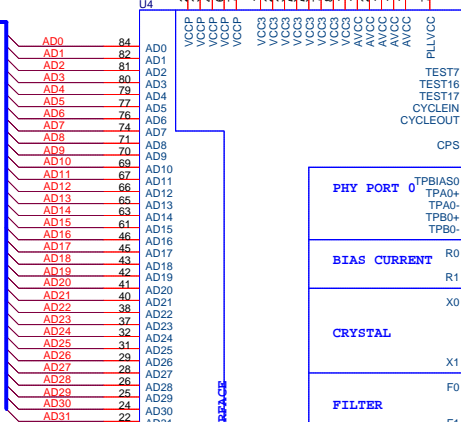 U4
VCCP VCCP VCCP VCCP VCCP VCC3 VCC3 VCC3 VCC3 VCC3 VCC3 VCC3 VCC3 AVCC AVCC AVCC AVCC AVCC PLLVCC
AD0 84 AD0
AD1 82 AD1
AD2 81 AD2
AD3 80 AD3
AD4 79 AD4
AD5 77 AD5
AD6 76 AD6
AD7 74 AD7
AD8 71 AD8
AD9 70 AD9
AD10 69 AD10
AD11 67 AD11
AD12 66 AD12
AD13 65 AD13
AD14 63 AD14
AD15 61 AD15
AD16 46 AD16
AD17 45 AD17
AD18 43 AD18
AD19 42 AD19
AD20 41 AD20
AD21 40 AD21
AD22 38 AD22
AD23 37 AD23
AD24 32 AD24
AD25 31 AD25
AD26 29 AD26
AD27 28 AD27
AD28 26 AD28
AD29 25 AD29
AD30 24 AD30
AD31 22
RFACE
TEST7
TEST16
TEST17
CYCLEIN
CYCLEOUT
CPS
PHY PORT 0
TPBIAS0
TPA0+
TPA0-
TPB0+
TPB0-
BIAS CURRENT
R0
R1
CRYSTAL
X0
X1
FILTER
F0